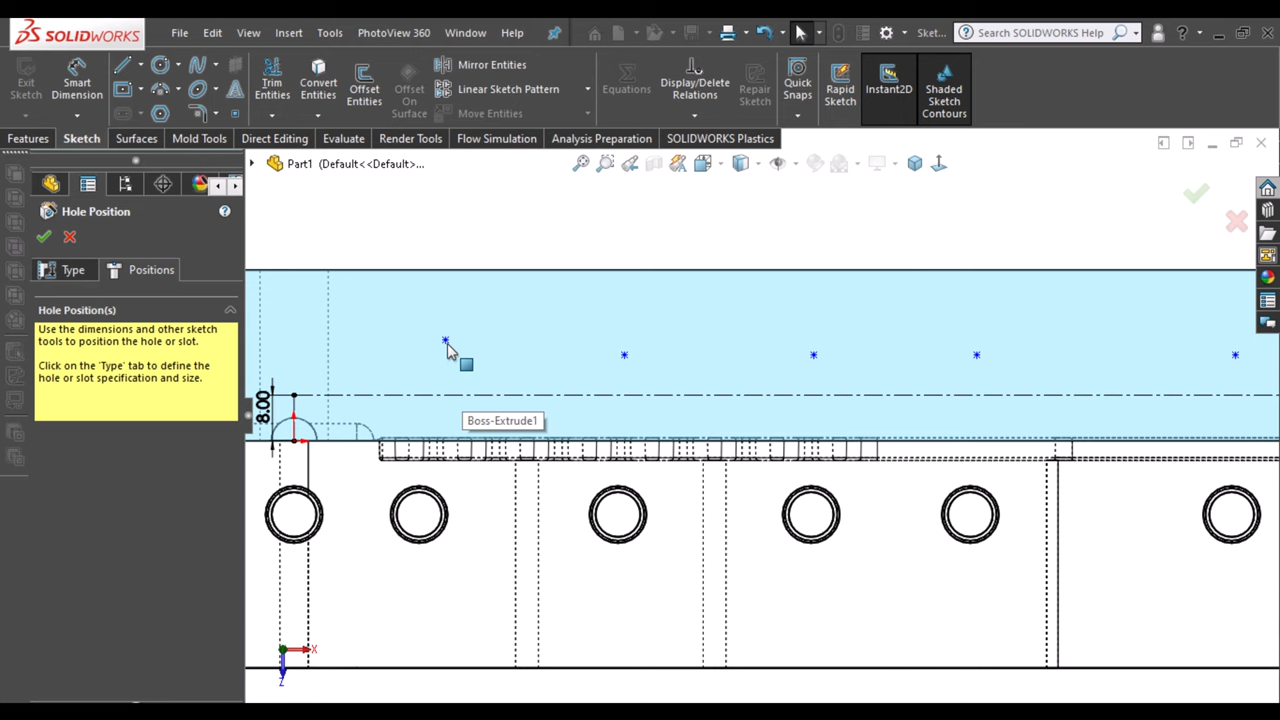 SOLIDWORKS
File Edit View Insert Tools PhotoView 360 Window Help
Sket...
Search SOLIDWORKS Help
Exit Sketch
Smart Dimension
Trim Entities
Convert Entities
Offset Entities
Offset On Surface
Mirror Entities
Linear Sketch Pattern
Move Entities
Equations
Display/Delete Relations
Repair Sketch
Quick Snaps
Rapid Sketch
Instant2D
Shaded Sketch Contours
Features Sketch Surfaces Mold Tools Direct Editing Evaluate Render Tools Flow Simulation Analysis Preparation SOLIDWORKS Plastics
Part1 (Default<<Default>...
Hole Position
Type Positions
Hole Position(s)
Use the dimensions and other sketch
tools to position the hole or slot.
Click on the 'Type' tab to define the
hole or slot specification and size.
8.00
Boss-Extrude1
X
Z